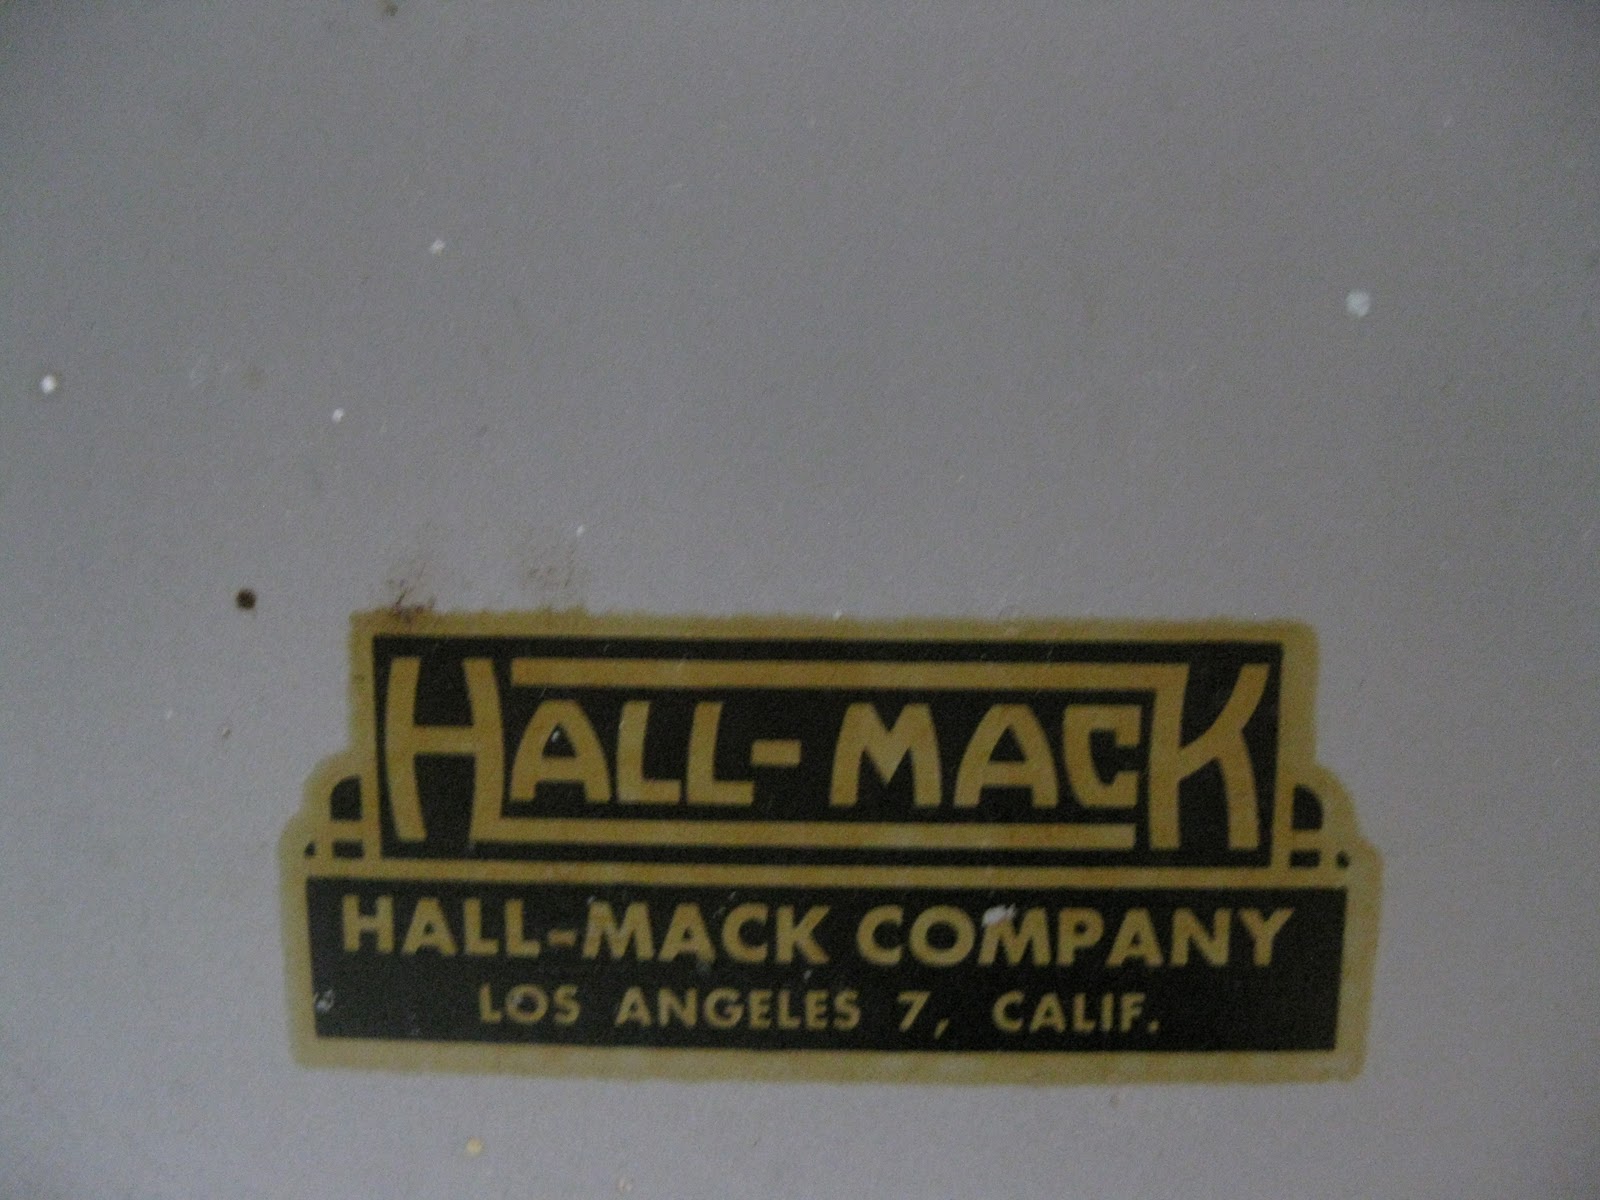 HALL-MACK
HALL-MACK COMPANY
LOS ANGELES 7, CALIF.